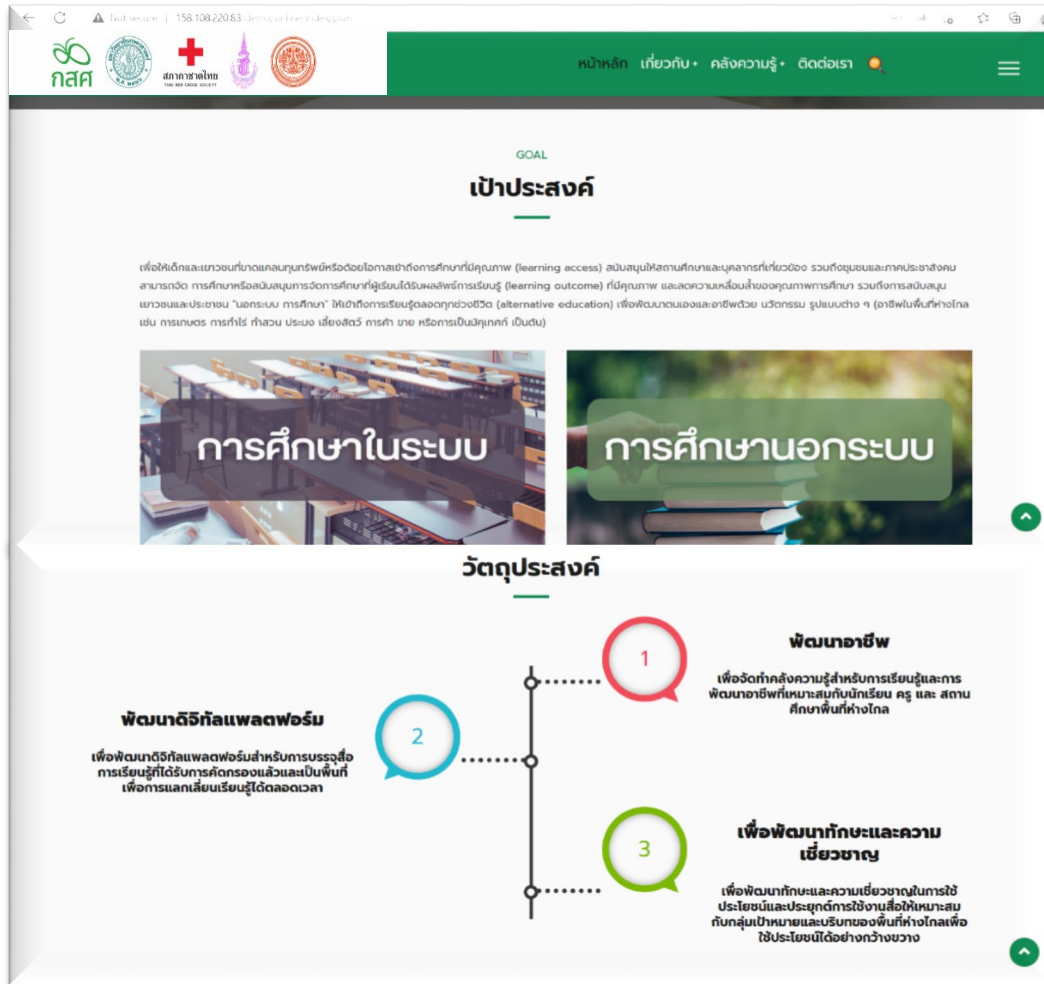 Not secure | 158.108.220.83/demo/online/index/plan
กสศ
สภากาชาดไทย
THAI RED CROSS SOCIETY
หน้าหลัก เกี่ยวกับ+ คลังความรู้+ ติดต่อเรา
GOAL
เป้าประสงค์
เพื่อให้เด็กและเยาวชนที่ขาดแคลนทุนทรัพย์หรือด้อยโอกาสเข้าถึงการศึกษาที่มีคุณภาพ (learning access) สนับสนุนให้สถานศึกษาและบุคลากรที่เกี่ยวข้อง รวมถึงชุมชนและภาคประชาสังคม
สามารถจัด การศึกษาหรือสนับสนุนการจัดการศึกษาที่ผู้เรียนได้รับผลลัพธ์การเรียนรู้ (learning outcome) ที่มีคุณภาพ และลดความเหลื่อมล้ำของคุณภาพการศึกษา รวมถึงการสนับสนุน
เยาวชนและประชาชน "นอกระบบ การศึกษา" ให้เข้าถึงการเรียนรู้ตลอดทุกช่วงชีวิต (alternative education) เพื่อพัฒนาตนเองและอาชีพด้วย นวัตกรรม รูปแบบต่าง ๆ (อาชีพในพื้นที่ห่างไกล
เช่น การเกษตร การทำไร่ ทำสวน ประมง เลี้ยงสัตว์ การค้า ขาย หรือการเป็นมัคุเทศก์ เป็นต้น)
การศึกษาในระบบ
การศึกษานอกระบบ
วัตถุประสงค์
1
พัฒนาอาชีพ
เพื่อจัดทำคลังความรู้สำหรับการเรียนรู้และการ
พัฒนาอาชีพที่เหมาะสมกับนักเรียน ครู และ สถาน
ศึกษาพื้นที่ห่างไกล
พัฒนาดิจิทัลแพลตฟอร์ม
2
เพื่อพัฒนาดิจิทัลแพลตฟอร์มสำหรับการบรรจุสื่อ
การเรียนรู้ที่ได้รับการคัดกรองแล้วและเป็นพื้นที่
เพื่อการแลกเลี่ยนเรียนรู้ได้ตลอดเวลา
3
เพื่อพัฒนาทักษะและความ
เชี่ยวชาญ
เพื่อพัฒนาทักษะและความเชี่ยวชาญในการใช้
ประโยชน์และประยุกต์การใช้งานสื่อให้เหมาะสม
กับกลุ่มเป้าหมายและบริบทของพื้นที่ห่างไกลเพื่อ
ใช้ประโยชน์ได้อย่างกว้างขวาง